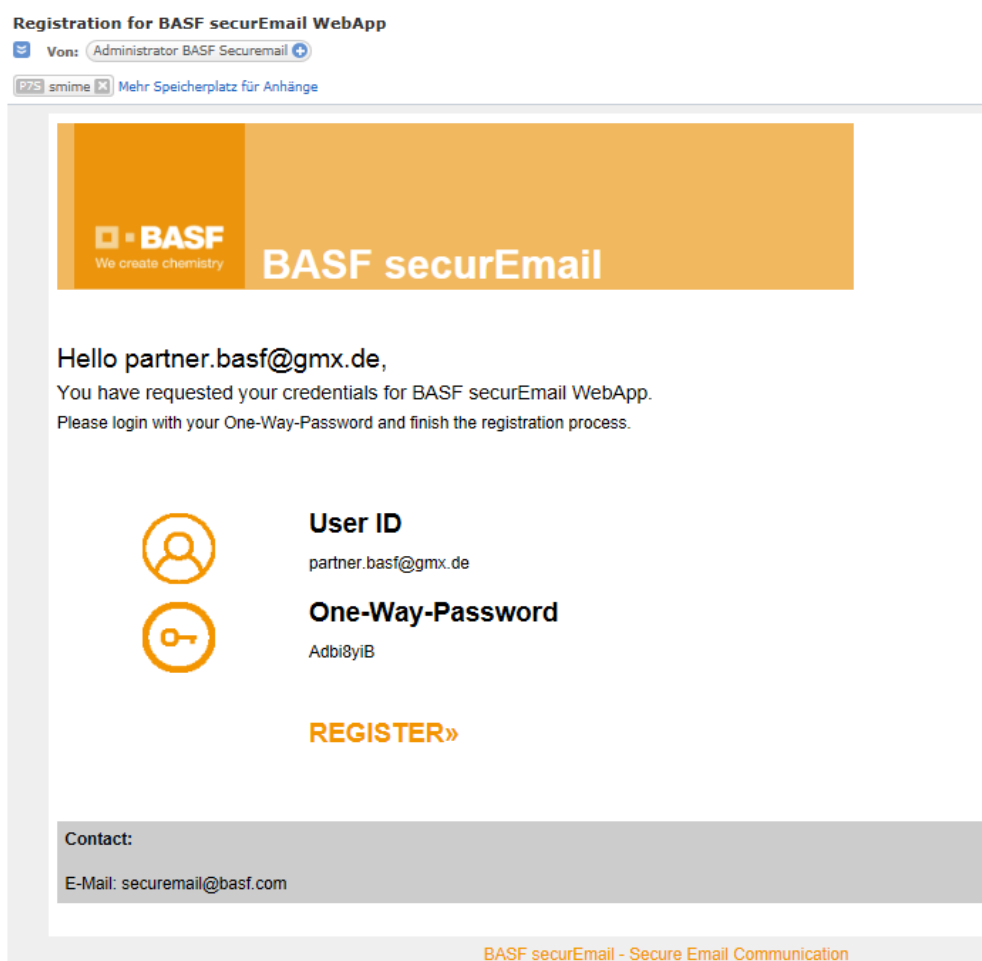 Registration for BASF securEmail WebApp
Von: Administrator BASF Securemail
P7S smime Mehr Speicherplatz für Anhänge
BASF
We create chemistry
BASF securEmail
Hello partner.basf@gmx.de,
You have requested your credentials for BASF securEmail WebApp.
Please login with your One-Way-Password and finish the registration process.
User ID
partner.basf@gmx.de
One-Way-Password
Adbi8yiB
REGISTER»
Contact:
E-Mail: securemail@basf.com
BASF securEmail - Secure Email Communication